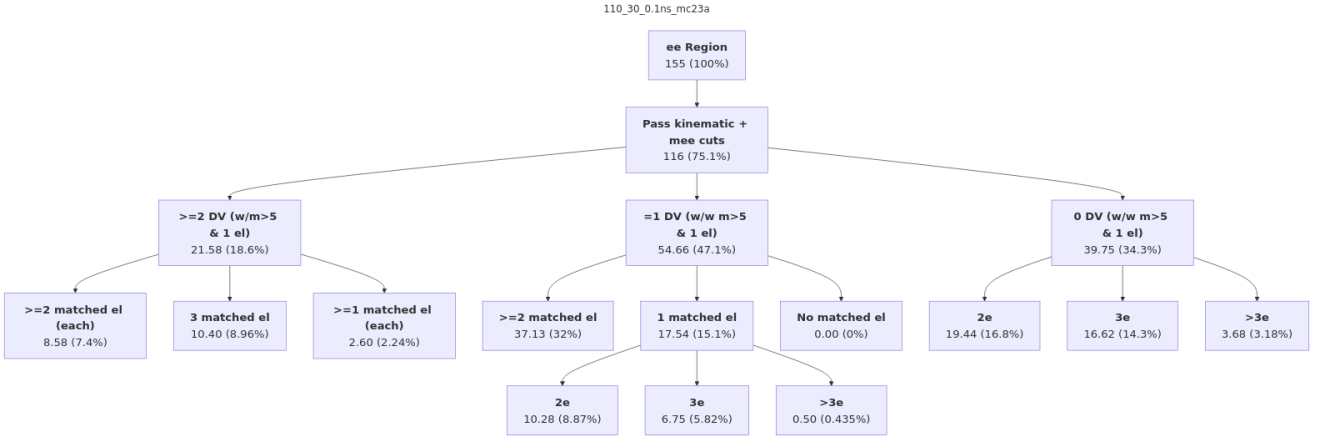 110_30_0.1ns_mc23a
ee Region
155 (100%)
Pass kinematic +
mee cuts
116 (75.1%)
>=2 DV (w/m>5
& 1 el)
21.58 (18.6%)
=1 DV (w/w m>5
& 1 el)
54.66 (47.1%)
0 DV (w/w m>5
& 1 el)
39.75 (34.3%)
>=2 matched el
(each)
8.58 (7.4%)
3 matched el
10.40 (8.96%)
>=1 matched el
(each)
2.60 (2.24%)
>=2 matched el
37.13 (32%)
1 matched el
17.54 (15.1%)
No matched el
0.00 (0%)
2e
19.44 (16.8%)
3e
16.62 (14.3%)
>3e
3.68 (3.18%)
2e
10.28 (8.87%)
3e
6.75 (5.82%)
>3e
0.50 (0.435%)